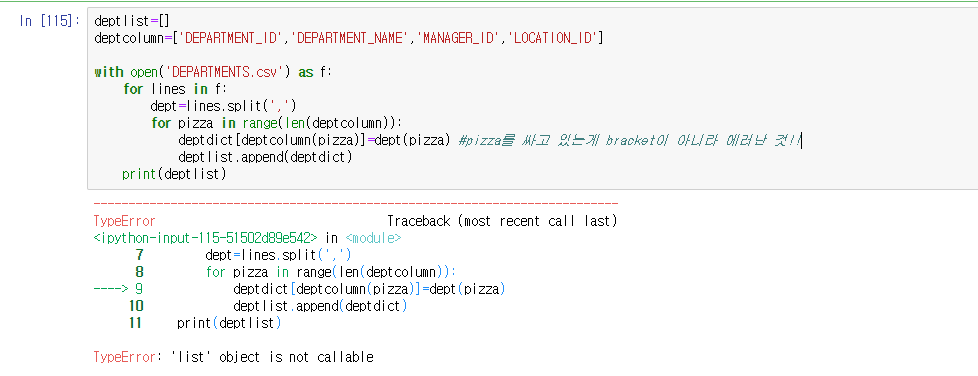 In [115]:
deptlist=[]
deptcolumn=['DEPARTMENT_ID','DEPARTMENT_NAME','MANAGER_ID','LOCATION_ID']
with open('DEPARTMENTS.csv') as f:
    for lines in f:
        dept=lines.split(',')
        for pizza in range(len(deptcolumn)):
            deptdict[deptcolumn(pizza)]=dept(pizza) #pizza를 싸고 있는게 bracket이 아니라 에러난 것!!
            deptlist.append(deptdict)
    print(deptlist)
---------------------------------------------------------------------------
TypeError                                 Traceback (most recent call last)
<ipython-input-115-51502d89e542> in <module>
      7         dept=lines.split(',')
      8         for pizza in range(len(deptcolumn)):
----> 9             deptdict[deptcolumn(pizza)]=dept(pizza)
     10             deptlist.append(deptdict)
     11     print(deptlist)
TypeError: 'list' object is not callable